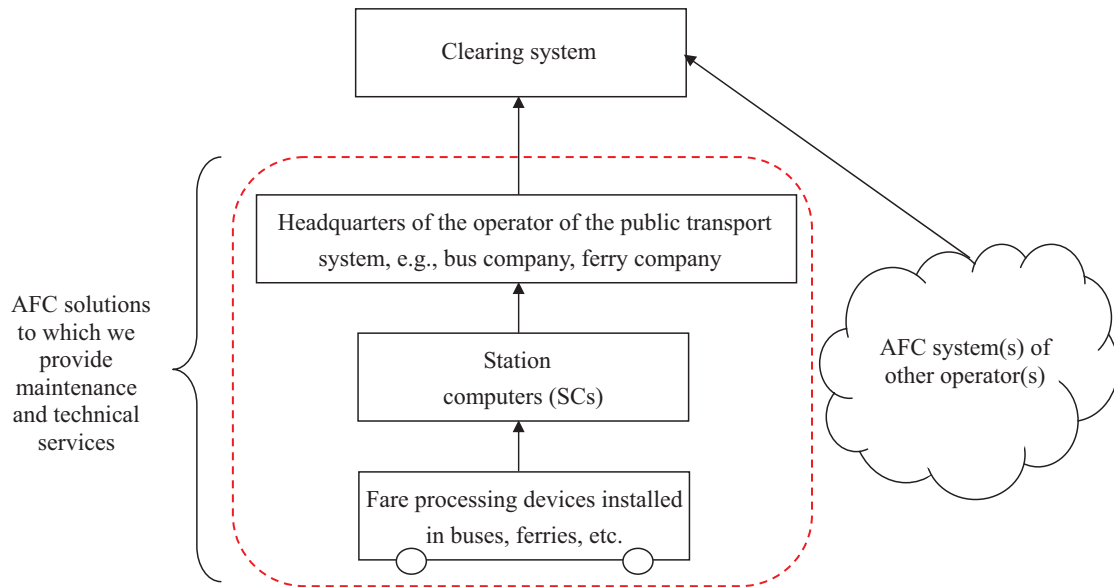 Clearing system
Headquarters of the operator of the public transport
system, e.g., bus company, ferry company
AFC solutions
to which we
provide
maintenance
and technical
services
Station
computers (SCs)
AFC system(s) of
other operator(s)
Fare processing devices installed
in buses, ferries, etc.